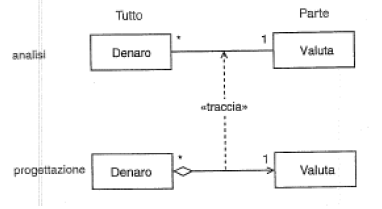 Tutto Parte
analisi Denaro * 1 Valuta
«traccia»
progettazione Denaro * 1 Valuta